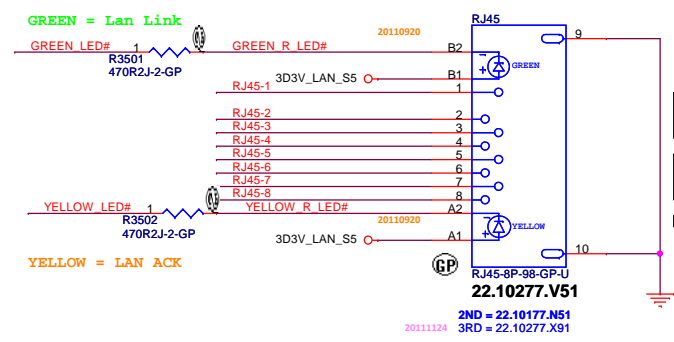 GREEN = Lan Link
RJ45
20110920
9
GREEN_LED#
1
GREEN_R_LED#
B2
R3501
470R2J-2-GP
-
+
GREEN
3D3V_LAN_S5
B1
RJ45-1
1
RJ45-2
2
RJ45-3
3
RJ45-4
4
RJ45-5
5
RJ45-6
6
RJ45-7
7
RJ45-8
8
YELLOW_LED#
1
YELLOW_R_LED#
A2
R3502
470R2J-2-GP
20110920
-
+
YELLOW
3D3V_LAN_S5
A1
10
YELLOW = LAN ACK
GP
RJ45-8P-98-GP-U
22.10277.V51
2ND = 22.10177.N51
20111124
3RD = 22.10277.X91